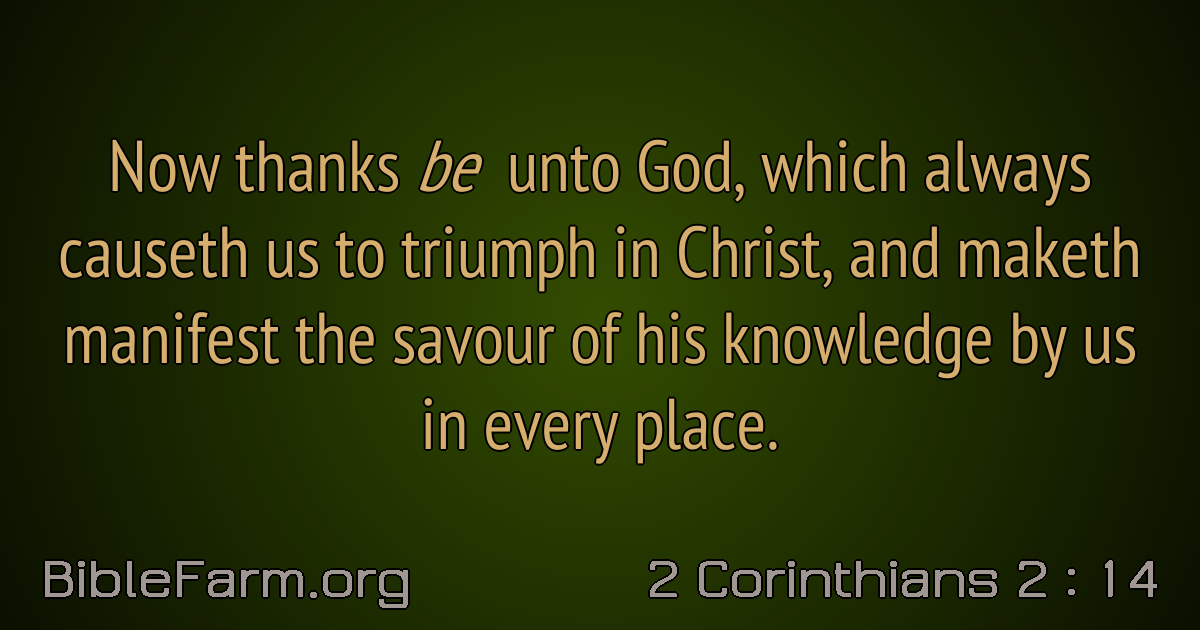 Now thanks be unto God, which always
causeth us to triumph in Christ, and maketh
manifest the savour of his knowledge by us
in every place.
BibleFarm.org
2 Corinthians 2 : 14